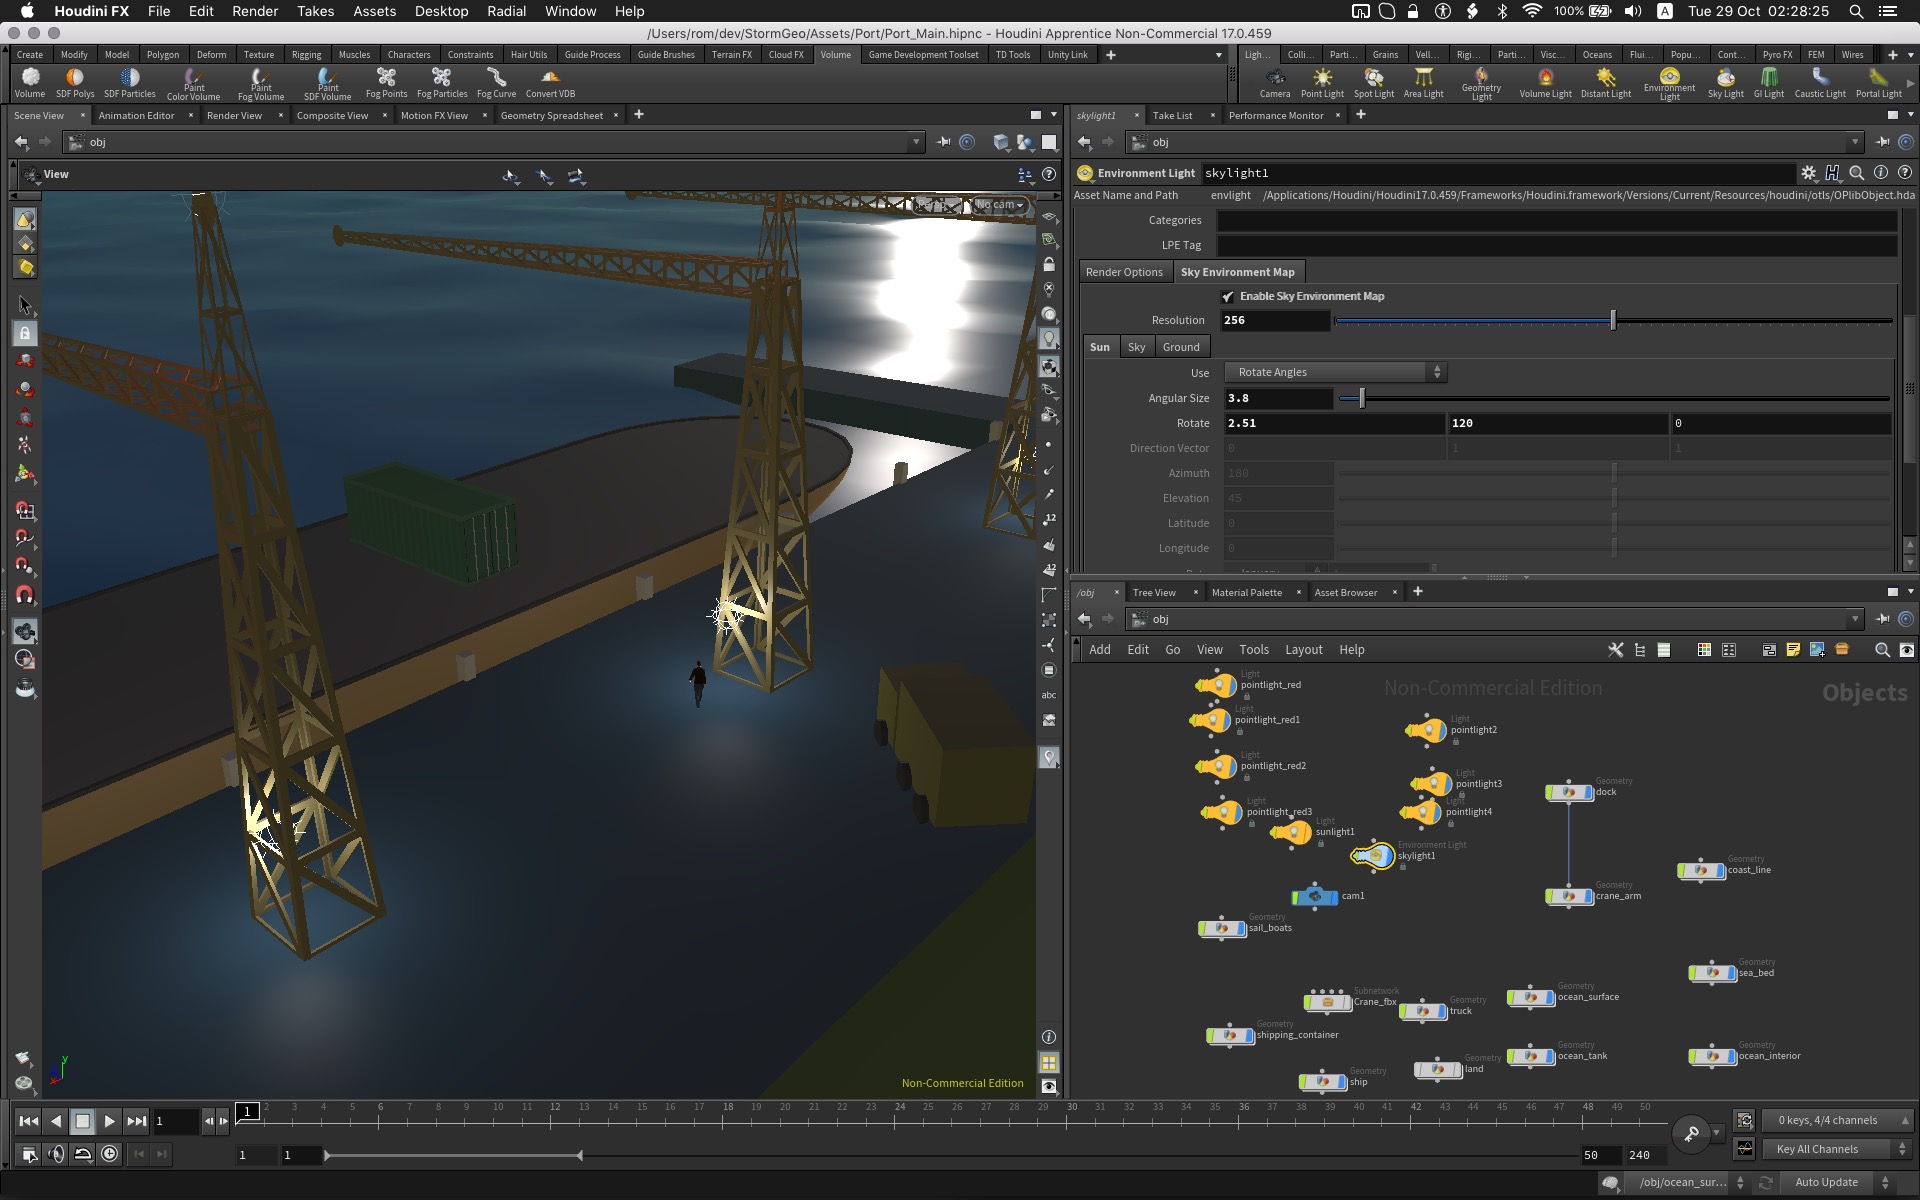 Houdini FX File Edit Render Takes Assets Desktop Radial Window Help 100% A Tue 29 Oct 02:28:25
/Users/rom/dev/StormGeo/Assets/Port/Port_Main.hipnc - Houdini Apprentice Non-Commercial 17.0.459
Create Modify Model Polygon Deform Texture Rigging Muscles Characters Constraints Hair Utils Guide Process Guide Brushes Terrain FX Cloud FX Volume Game Development Toolset TD Tools Unity Link
Ligh... Colli... Parti... Grains Vell... Rigi... Parti... Visc... Oceans Flui... Popu... Cont... Pyro FX FEM Wires
Volume SDF Polys SDF Particles Paint Color Volume Paint Fog Volume Paint SDF Volume Fog Points Fog Particles Fog Curve Convert VDB
Camera Point Light Spot Light Area Light Geometry Light Volume Light Distant Light Environment Light Sky Light GI Light Caustic Light Portal Light
Scene View Animation Editor Render View Composite View Motion FX View Geometry Spreadsheet
obj
View
No cam
12
12
abc
Non-Commercial Edition
skylight1 Take List Performance Monitor
obj
Environment Light skylight1
Asset Name and Path envlight /Applications/Houdini/Houdini17.0.459/Frameworks/Houdini.framework/Versions/Current/Resources/houdini/otls/OPlibObject.hda
Categories
LPE Tag
Render Options Sky Environment Map
Enable Sky Environment Map
Resolution 256
Sun Sky Ground
Use Rotate Angles
Angular Size 3.8
Rotate 2.51 120 0
Direction Vector 0 1 1
Azimuth 180
Elevation 45
Latitude 0
Longitude 0
/obj Tree View Material Palette Asset Browser
obj
Add Edit Go View Tools Layout Help
Non-Commercial Edition
Objects
Light
pointlight_red
Light
pointlight_red1
Light
pointlight2
Light
pointlight_red2
Light
pointlight3
Geometry
dock
Light
pointlight_red3
Light
pointlight4
Light
sunlight1
Environment Light
skylight1
Geometry
coast_line
cam1
Geometry
crane_arm
Geometry
sail_boats
Geometry
sea_bed
Subnetwork
Crane_fbx
Geometry
truck
Geometry
ocean_surface
Geometry
shipping_container
Geometry
ocean_tank
Geometry
ocean_interior
Geometry
land
Geometry
ship
1
1 2 3 4 5 6 7 8 9 10 11 12 13 14 15 16 17 18 19 20 21 22 23 24 25 26 27 28 29 30 31 32 33 34 35 36 37 38 39 40 41 42 43 44 45 46 47 48 49 50
0 keys, 4/4 channels
1 1 50 240
Key All Channels
/obj/ocean_sur... Auto Update